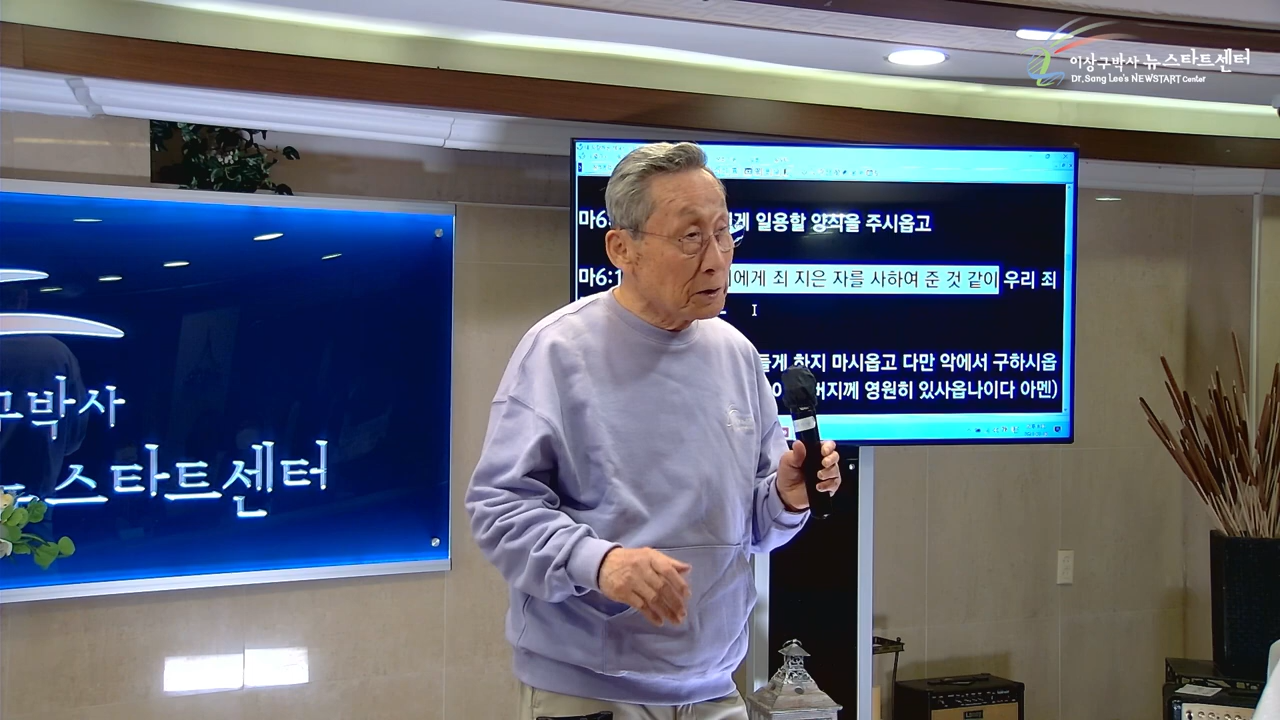 이상구박사 뉴스타트센터
Dr. Sang Lee's NEWSTART Center
마6: 게 일용할 양식을 주시옵고
마6:1 에게 죄 지은 자를 사하여 준 것 같이 우리 죄
들게 하지 마시옵고 다만 악에서 구하시옵
버지께 영원히 있사옵나이다 아멘)
구박사
스타트센터